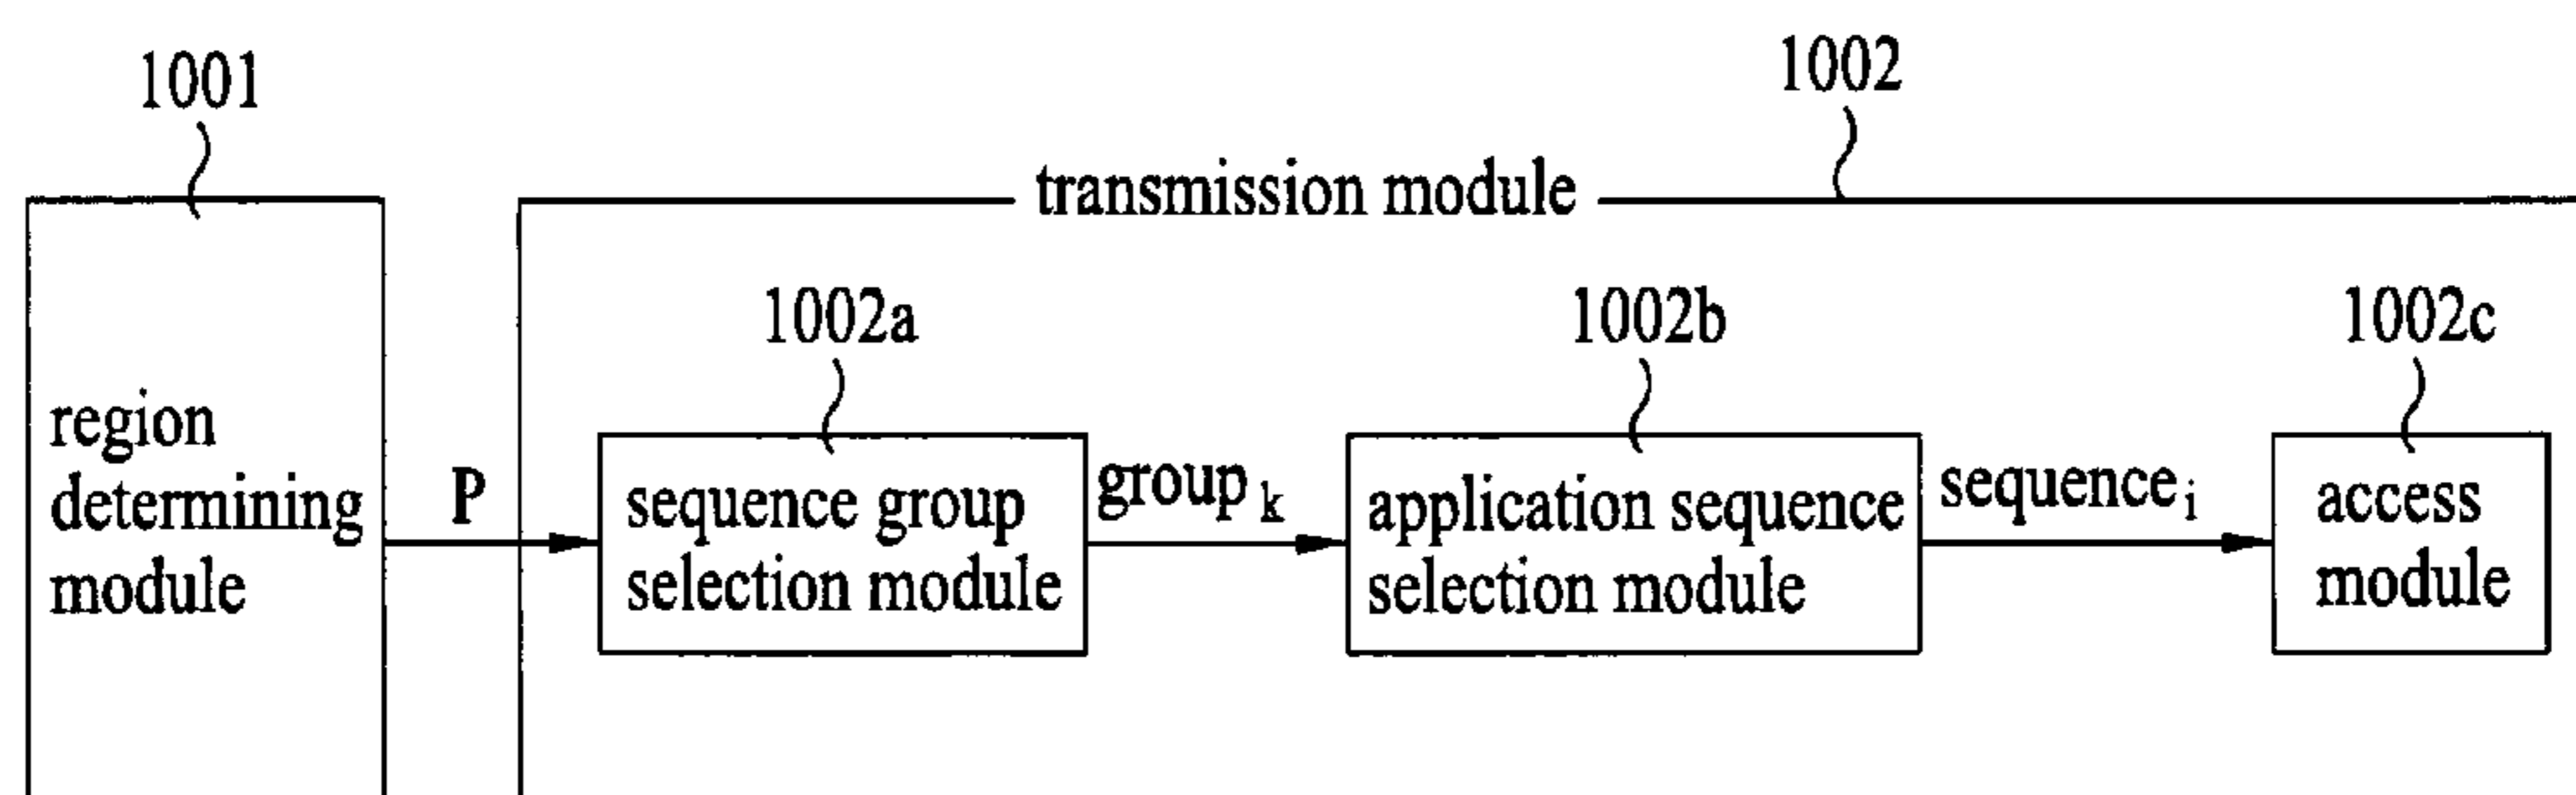 1001
1002
transmission module
1002a
1002b
1002c
region
determining
module
P
sequence group
selection module
group k
application sequence
selection module
sequence i
access
module